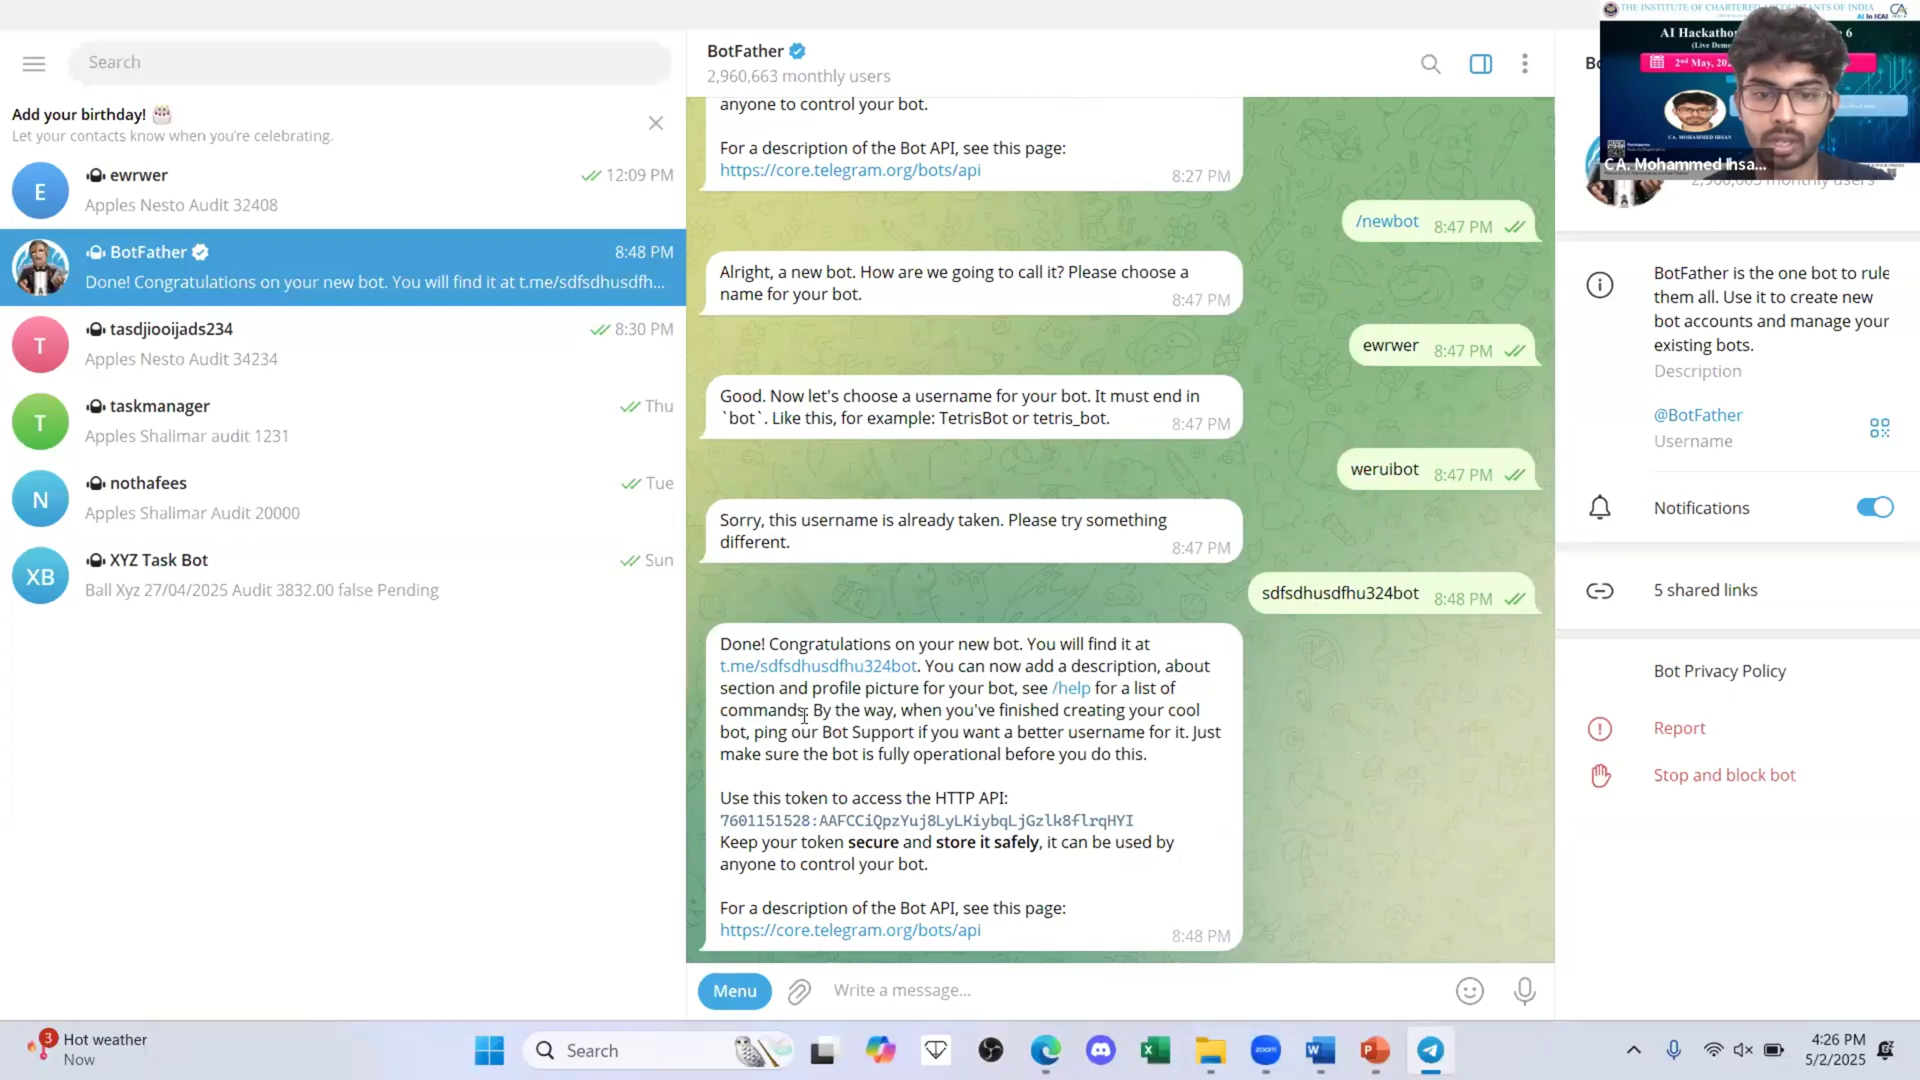 Search
Add your birthday! 🎂
Let your contacts know when you're celebrating.
E
ewrwer
12:09 PM
Apples Nesto Audit 32408
BotFather
8:48 PM
Done! Congratulations on your new bot. You will find it at t.me/sdfsdhusdfh...
T
tasdjiooijads234
8:30 PM
Apples Nesto Audit 34234
T
taskmanager
Thu
Apples Shalimar audit 1231
N
nothafees
Tue
Apples Shalimar Audit 20000
XB
XYZ Task Bot
Sun
Ball Xyz 27/04/2025 Audit 3832.00 false Pending
BotFather
2,960,663 monthly users
anyone to control your bot.
For a description of the Bot API, see this page:
https://core.telegram.org/bots/api
8:27 PM
/newbot 8:47 PM
Alright, a new bot. How are we going to call it? Please choose a
name for your bot.
8:47 PM
ewrwer 8:47 PM
Good. Now let's choose a username for your bot. It must end in
`bot`. Like this, for example: TetrisBot or tetris_bot.
8:47 PM
weruibot 8:47 PM
Sorry, this username is already taken. Please try something
different.
8:47 PM
sdfsdhusdfhu324bot 8:48 PM
Done! Congratulations on your new bot. You will find it at
t.me/sdfsdhusdfhu324bot. You can now add a description, about
section and profile picture for your bot, see /help for a list of
commands. By the way, when you've finished creating your cool
bot, ping our Bot Support if you want a better username for it. Just
make sure the bot is fully operational before you do this.
Use this token to access the HTTP API:
7601151528:AAFCCiQpzYuj8LyLKiybqLjGzlk8flrqHYI
Keep your token secure and store it safely, it can be used by
anyone to control your bot.
For a description of the Bot API, see this page:
https://core.telegram.org/bots/api
8:48 PM
Menu
Write a message...
THE INSTITUTE OF CHARTERED ACCOUNTANTS OF INDIA
AI in ICAI
CA
AI Hackatho
6
(Live Dem
2nd May, 20
CA. MOHAMMED IHSAN
CA. Mohammed Ihsa...
2,960,663 monthly users
BotFather is the one bot to rule
them all. Use it to create new
bot accounts and manage your
existing bots.
Description
@BotFather
Username
Notifications
5 shared links
Bot Privacy Policy
Report
Stop and block bot
3
Hot weather
Now
Search
zoom
4:26 PM
5/2/2025